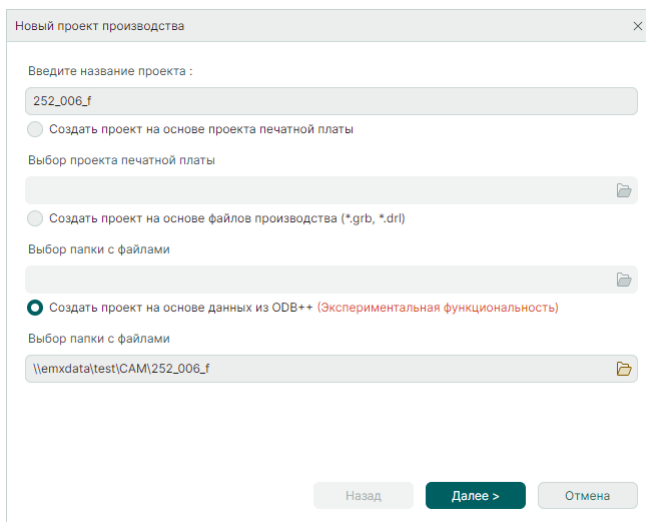 Новый проект производства
Введите название проекта :
252_006_f
Создать проект на основе проекта печатной платы
Выбор проекта печатной платы
Создать проект на основе файлов производства (*.grb, *.drl)
Выбор папки с файлами
Создать проект на основе данных из ODB++ (Экспериментальная функциональность)
Выбор папки с файлами
\\emxdata\test\CAM\252_006_f
Назад Далее > Отмена